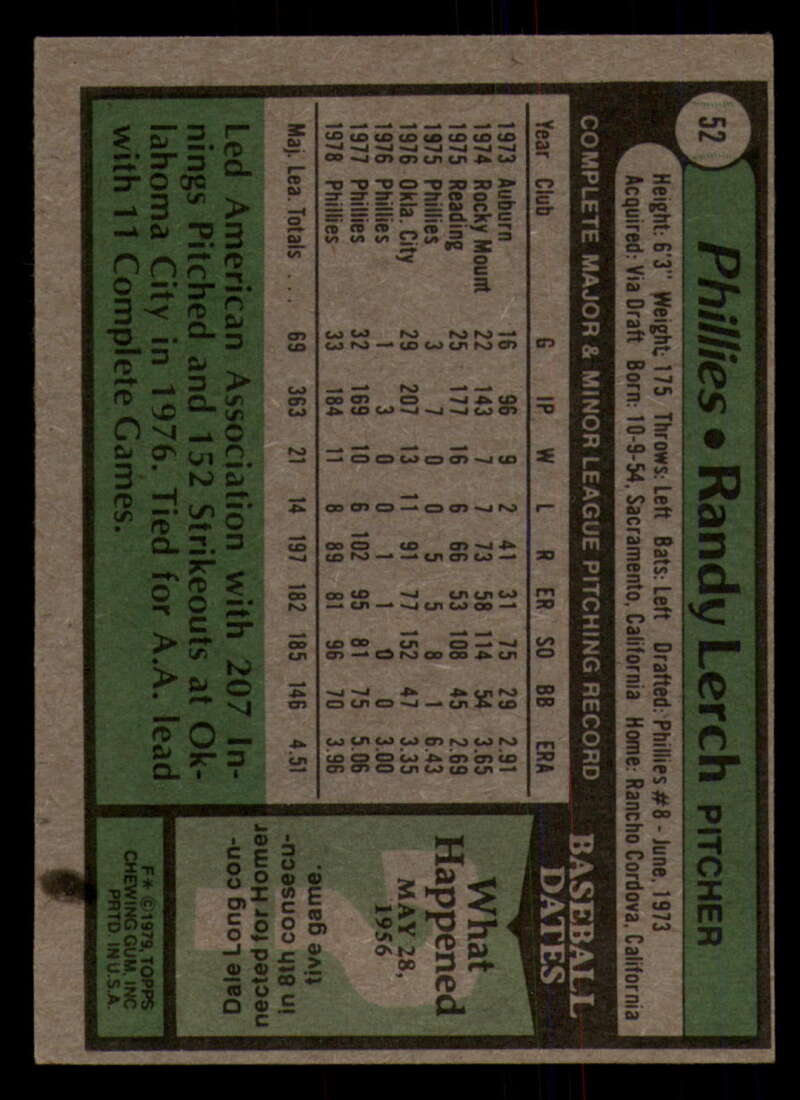 52
Phillies • Randy Lerch PITCHER
Height: 6'3" Weight: 175 Throws: Left Bats: Left Drafted: Phillies #8 - June, 1973
Acquired: Via Draft Born: 10-9-54, Sacramento, California Home: Rancho Cordova, California
COMPLETE MAJOR & MINOR LEAGUE PITCHING RECORD
Year Club G IP W L R ER SO BB ERA
1973 Auburn 16 96 9 2 41 31 75 29 2.91
1974 Rocky Mount 22 143 7 7 73 58 114 54 3.65
1975 Reading 25 177 16 6 66 53 108 45 2.69
1975 Phillies 3 7 0 0 5 5 8 1 6.43
1976 Okla. City 29 207 13 11 91 77 152 47 3.35
1976 Phillies 1 3 0 0 1 1 0 0 3.00
1977 Phillies 32 169 10 6 102 95 81 75 5.06
1978 Phillies 33 184 11 8 89 81 96 70 3.96
Maj. Lea. Totals . . . 69 363 21 14 197 182 185 146 4.51
Led American Association with 207 In-
nings Pitched and 152 Strikeouts at Ok-
lahoma City in 1976. Tied for A.A. lead
with 11 Complete Games.
BASEBALL
DATES
What
Happened
MAY 28,
1956
?
Dale Long con-
nected for Homer
in 8th consecu-
tive game.
F* ©1979, TOPPS
CHEWING GUM, INC
PRTD. IN U.S.A.